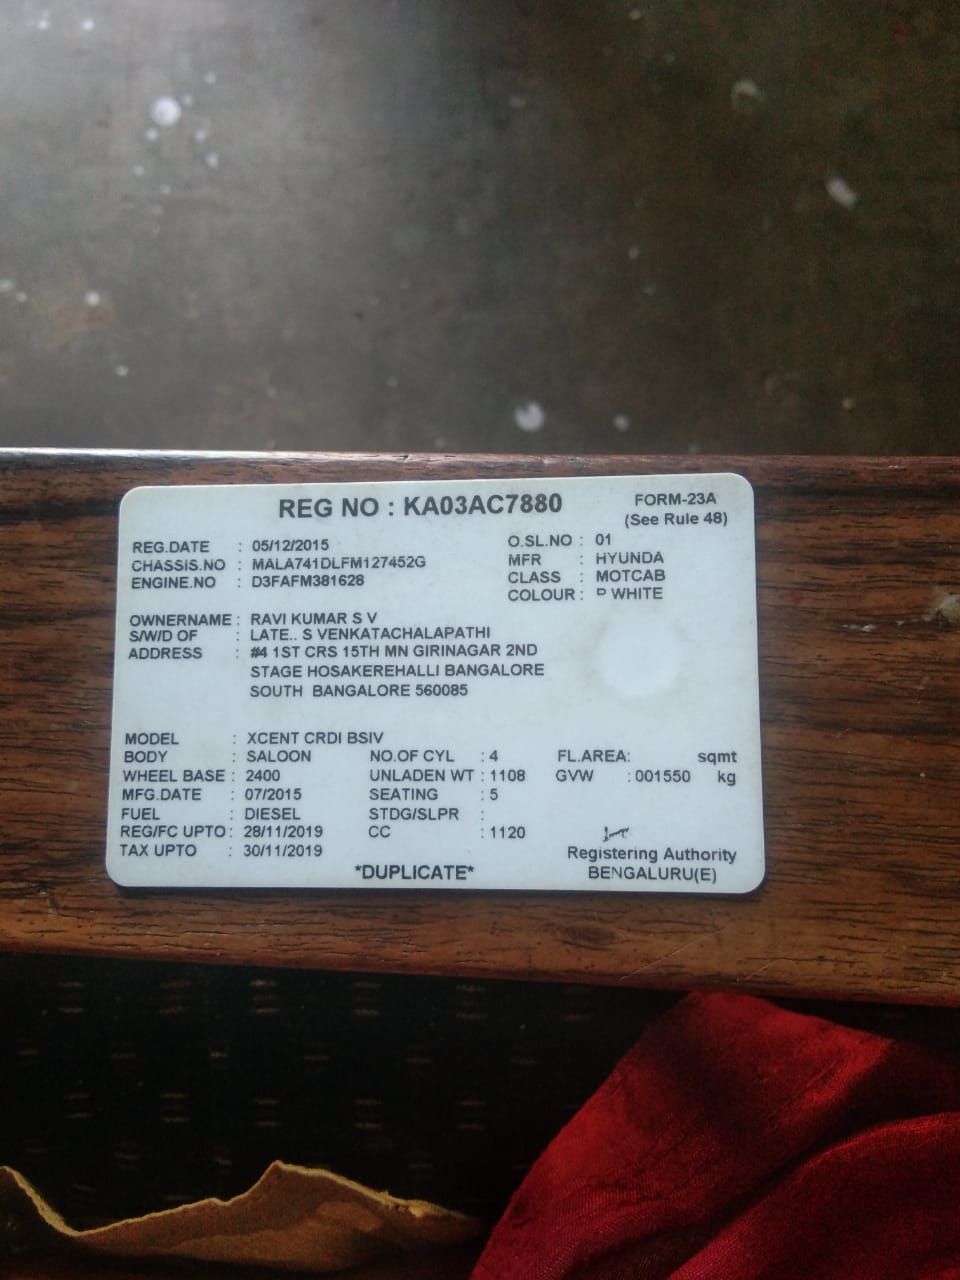 REG NO : KA03AC7880
FORM-23A
(See Rule 48)
REG.DATE : 05/12/2015
O.SL.NO : 01
CHASSIS.NO : MALA741DLFM127452G
MFR : HYUNDA
ENGINE.NO : D3FAFM381628
CLASS : MOTCAB
COLOUR : P WHITE
OWNERNAME : RAVI KUMAR S V
S/W/D OF : LATE.. S VENKATACHALAPATHI
ADDRESS : #4 1ST CRS 15TH MN GIRINAGAR 2ND
STAGE HOSAKEREHALLI BANGALORE
SOUTH BANGALORE 560085
MODEL : XCENT CRDI BSIV
BODY : SALOON NO.OF CYL : 4 FL.AREA: sqmt
WHEEL BASE : 2400 UNLADEN WT : 1108 GVW : 001550 kg
MFG.DATE : 07/2015 SEATING : 5
FUEL : DIESEL STDG/SLPR :
REG/FC UPTO : 28/11/2019 CC : 1120
TAX UPTO : 30/11/2019
Registering Authority
*DUPLICATE* BENGALURU(E)